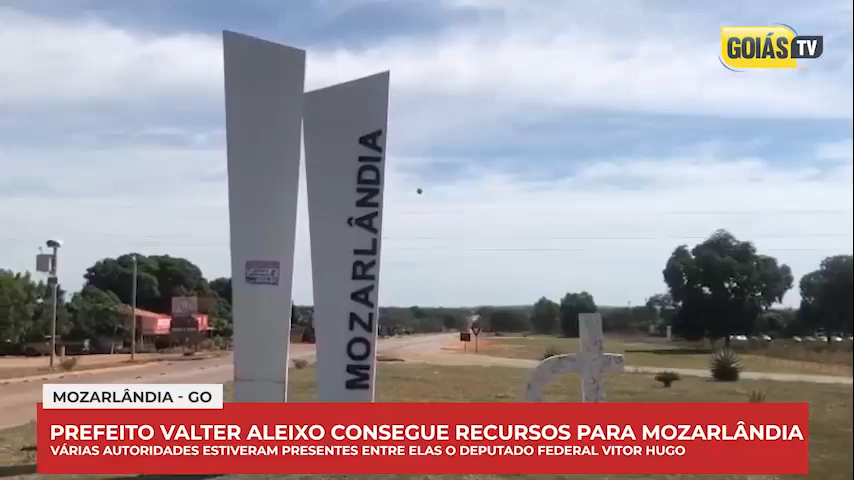 GOIÁS TV
MOZARLÂNDIA
MOZARLÂNDIA - GO
PREFEITO VALTER ALEIXO CONSEGUE RECURSOS PARA MOZARLÂNDIA
VÁRIAS AUTORIDADES ESTIVERAM PRESENTES ENTRE ELAS O DEPUTADO FEDERAL VITOR HUGO